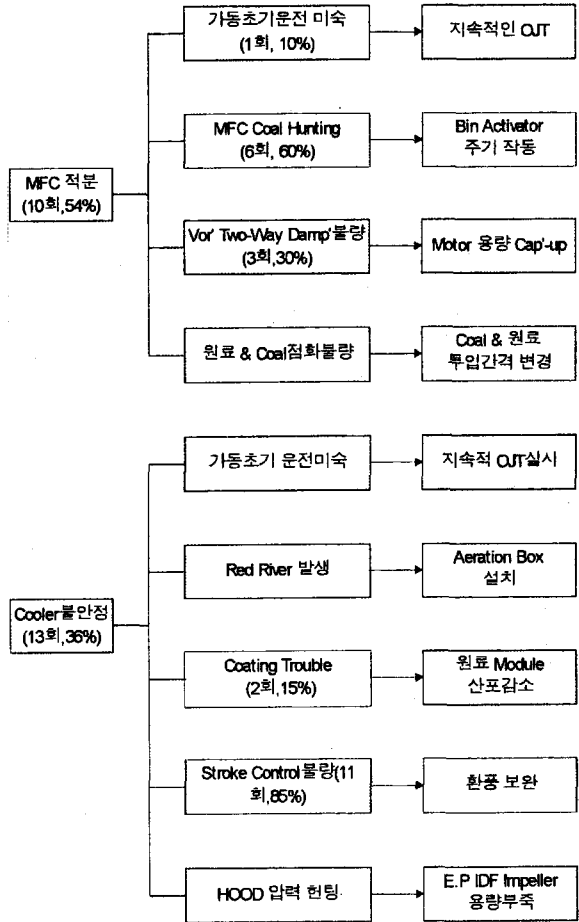 가동초기운전 미숙
(1회, 10%)
지속적인 OJT
MFC Coal Hunting
(6회, 60%)
Bin Activator
주기 작동
MFC 적분
(10회,54%)
Vor' Two-Way Damp'불량
(3회,30%)
Motor 용량 Cap'-up
원료 & Coal점화불량
Coal & 원료
투입간격 변경
가동초기 운전미숙
지속적 OJT실사
Red River 발생
Aeration Box
설치
Cooler불안정
(13회,36%)
Coating Trouble
(2회,15%)
원료 Module
산포감소
Stroke Control불량(11
회,85%)
환풍 보완
HOOD 압력 헌팅
E.P IDF Impeller
용량부족